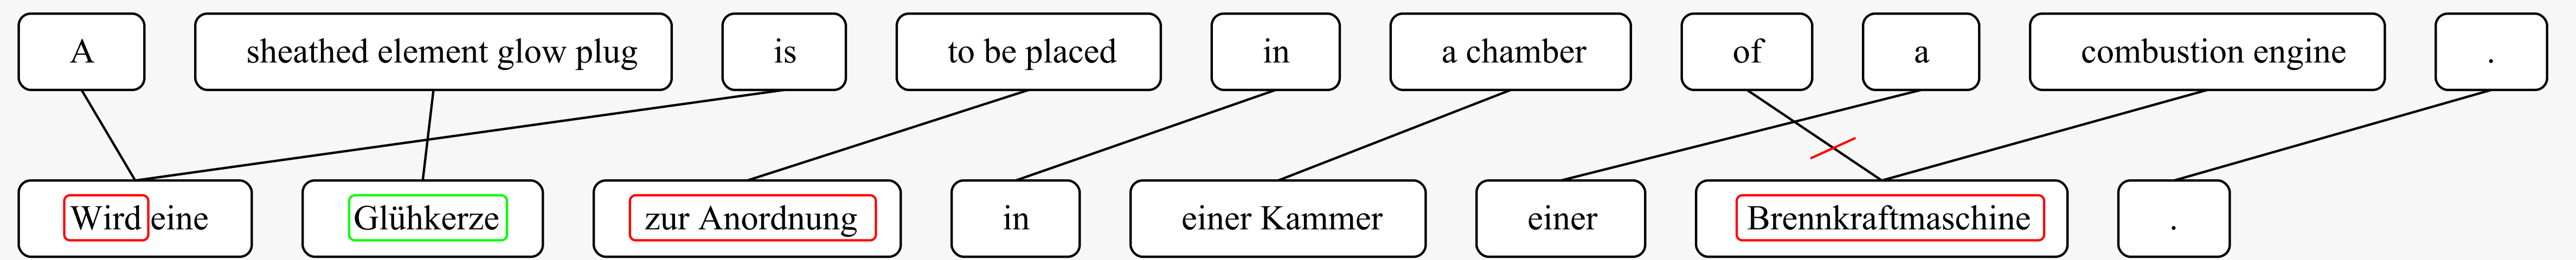 A sheathed element glow plug is to be placed in a chamber of a combustion engine .
Wird eine Glühkerze zur Anordnung in einer Kammer einer Brennkraftmaschine .